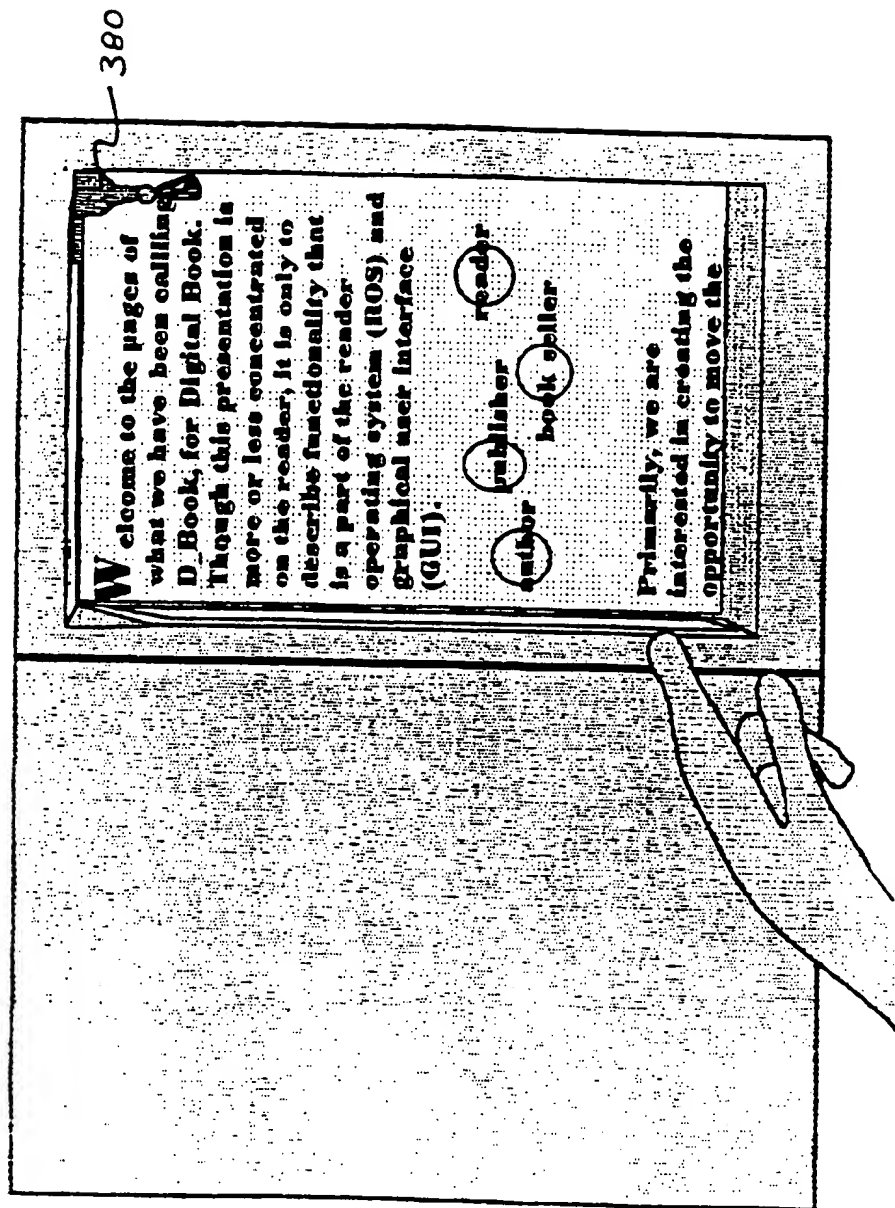 380
Welcome to the pages of
what we have been callling
D_Book, for Digital Book.
Though this presentation is
more or less concentrated
on the reader, it is only to
describe functionality that
is a part of the reader
operating system (ROS) and
graphical user interface
(GUI).
author publisher reader
book seller
Primarily, we are
interested in creating the
opportunity to move the